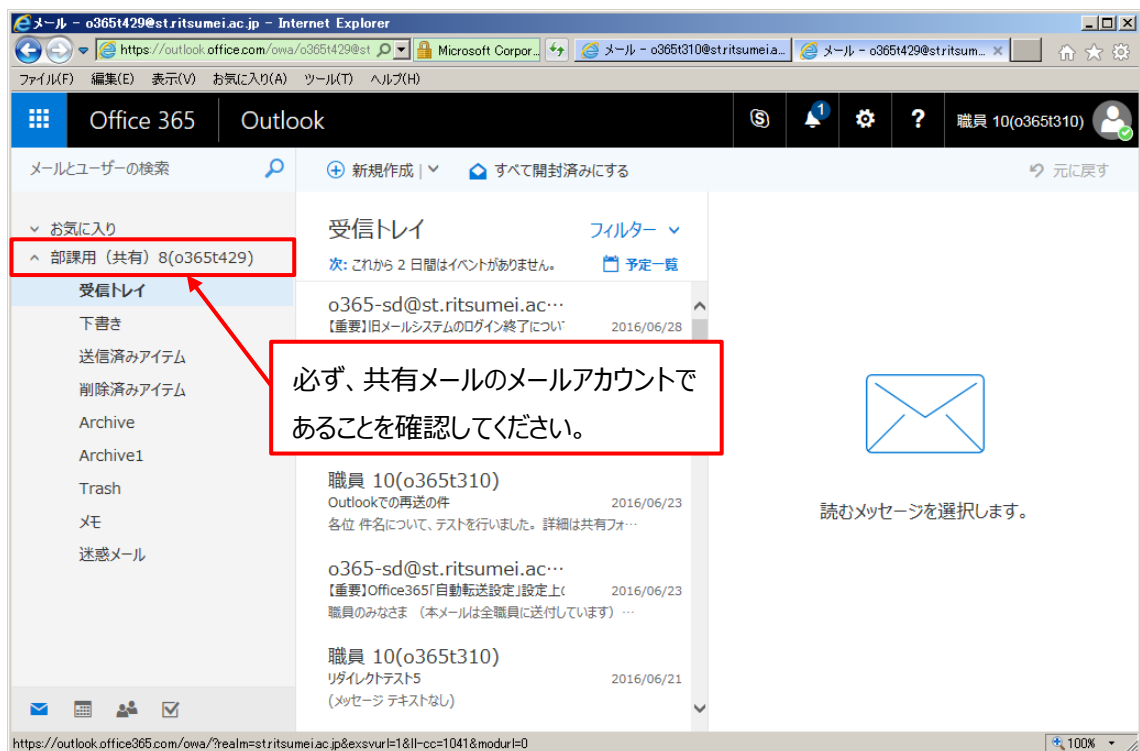 メール - o365t429@st.ritsumei.ac.jp - Internet Explorer
https://outlook.office.com/owa/o365t429@st
Microsoft Corpor...
メール - o365t310@st.ritsumei.a...
メール - o365t429@st.ritsum...
ファイル(F) 編集(E) 表示(V) お気に入り(A) ツール(T) ヘルプ(H)
Office 365 Outlook
1
?
職員 10(o365t310)
メールとユーザーの検索
新規作成 |
すべて開封済みにする
元に戻す
お気に入り
部課用（共有）8(o365t429)
受信トレイ
下書き
送信済みアイテム
削除済みアイテム
Archive
Archive1
Trash
メモ
迷惑メール
受信トレイ
フィルター
次: これから 2 日間はイベントがありません。
予定一覧
o365-sd@st.ritsumei.ac…
【重要】旧メールシステムのログイン終了につい
2016/06/28
必ず、共有メールのメールアカウントで
あることを確認してください。
職員 10(o365t310)
Outlookでの再送の件
2016/06/23
各位 件名について、テストを行いました。詳細は共有フォ…
o365-sd@st.ritsumei.ac…
【重要】Office365「自動転送設定」設定上
2016/06/23
職員のみなさま （本メールは全職員に送付しています）…
職員 10(o365t310)
リダイレクトテスト5
2016/06/21
(メッセージ テキストなし)
読むメッセージを選択します。
https://outlook.office365.com/owa/?realm=st.ritsumei.ac.jp&exsvurl=1&ll-cc=1041&modurl=0
100%